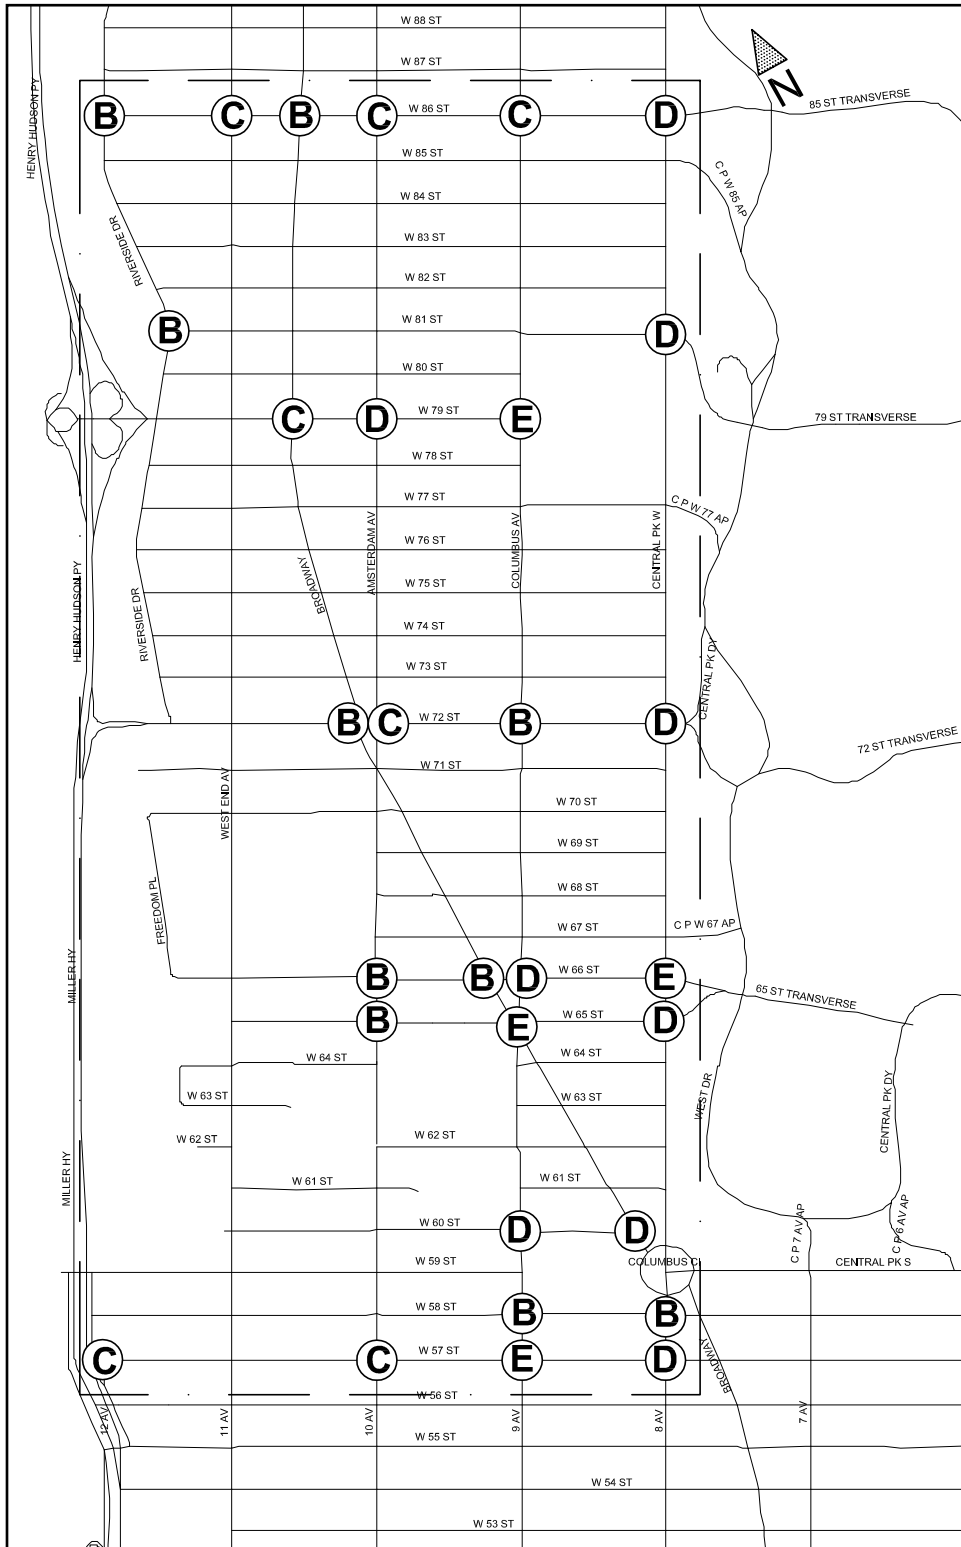 W 88 ST
W 87 ST
N
HENRY HUDSON PY
B C B C C D
W 86 ST
85 ST TRANSVERSE
W 85 ST
C P W 85 AP
W 84 ST
RIVERSIDE DR
W 83 ST
W 82 ST
B D
W 81 ST
W 80 ST
C D E
W 79 ST
79 ST TRANSVERSE
W 78 ST
W 77 ST
C P W 77 AP
AMSTERDAM AV
COLUMBUS AV
CENTRAL PK W
W 76 ST
BROADWAY
HENRY HUDSON PY
RIVERSIDE DR
W 75 ST
W 74 ST
W 73 ST
CENTRAL PK DY
B C B D
W 72 ST
72 ST TRANSVERSE
W 71 ST
WEST END AV
W 70 ST
W 69 ST
W 68 ST
FREEDOM PL
W 67 ST
C P W 67 AP
MILLER HY
B B D E
W 66 ST
65 ST TRANSVERSE
B E D
W 65 ST
W 64 ST
W 64 ST
W 63 ST
W 63 ST
WEST DR
CENTRAL PK DY
W 62 ST
W 62 ST
MILLER HY
W 61 ST
W 61 ST
C P 7 AV AP
C P 6 AV AP
D D
W 60 ST
W 59 ST
COLUMBUS CI
CENTRAL PK S
B B
W 58 ST
C C E D
W 57 ST
BROADWAY
W 56 ST
12 AV
11 AV
10 AV
9 AV
8 AV
7 AV
W 55 ST
W 54 ST
W 53 ST